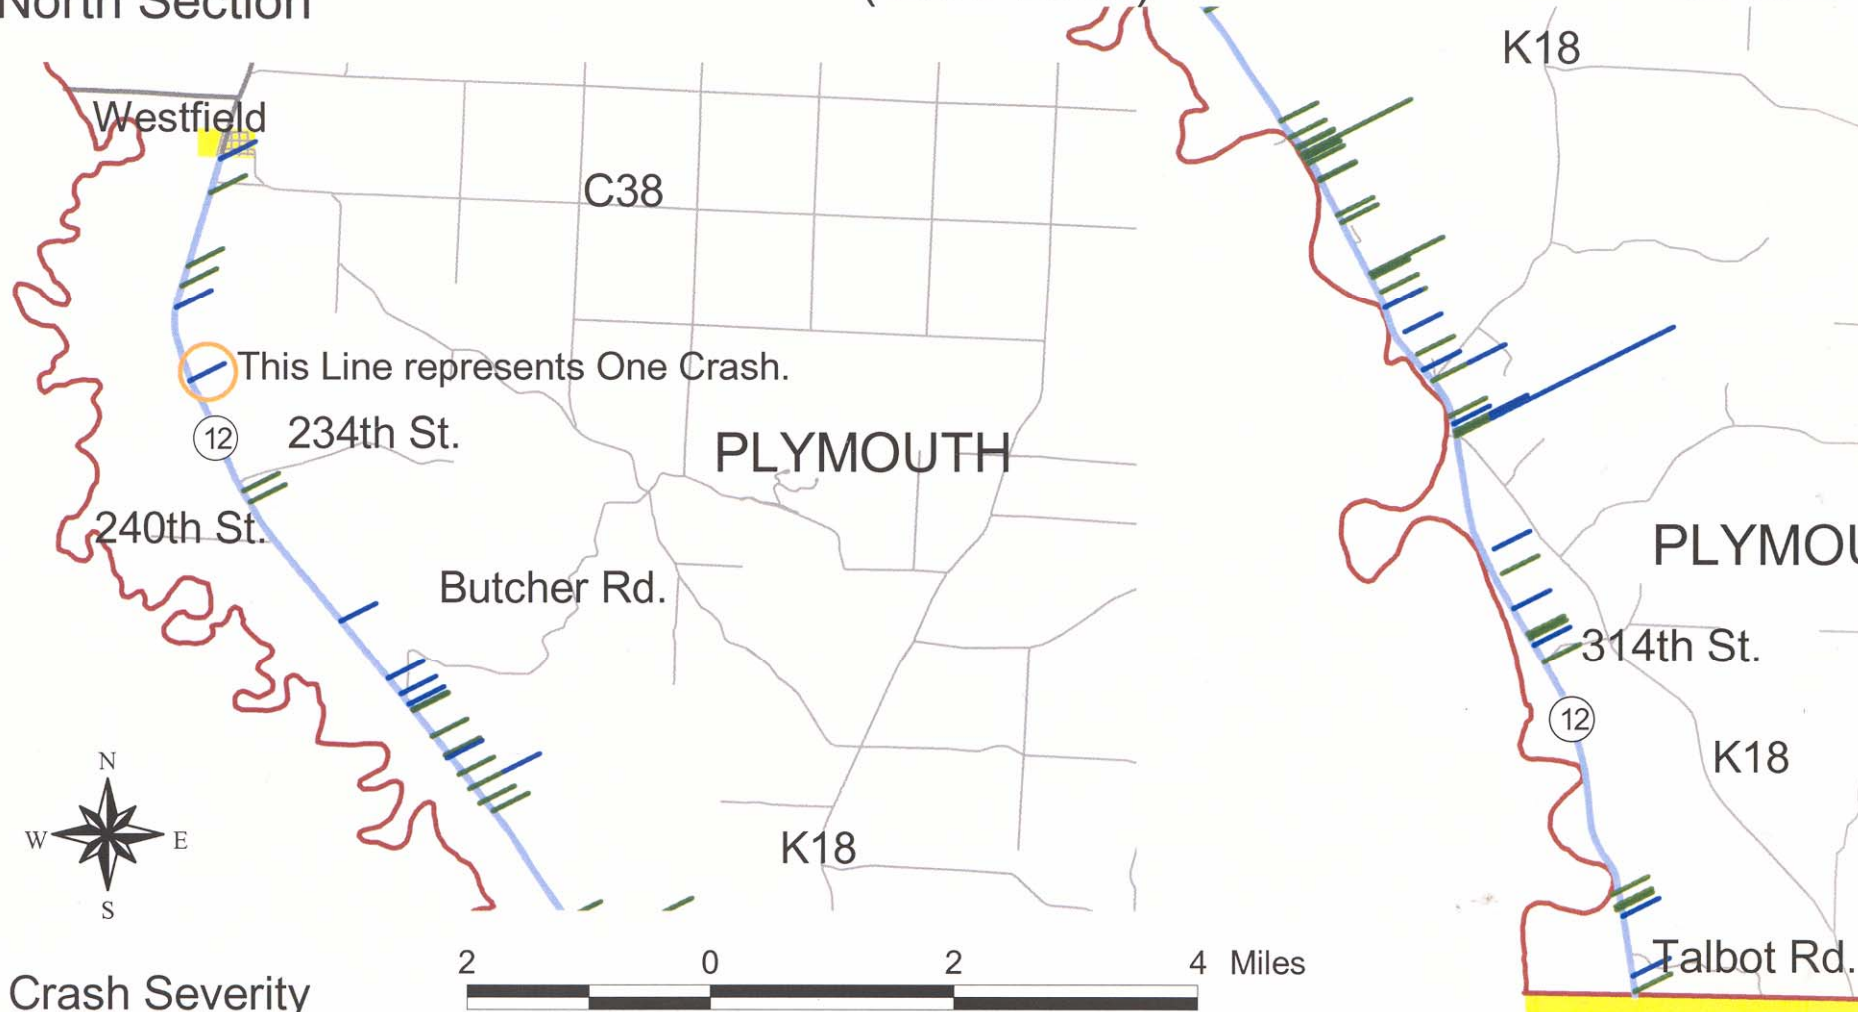 North Section
K18
Westfield
C38
This Line represents One Crash.
12
234th St.
PLYMOUTH
240th St.
Butcher Rd.
PLYMOU
314th St.
12
K18
N
W E
S
K18
Talbot Rd.
2 0 2 4 Miles
Crash Severity